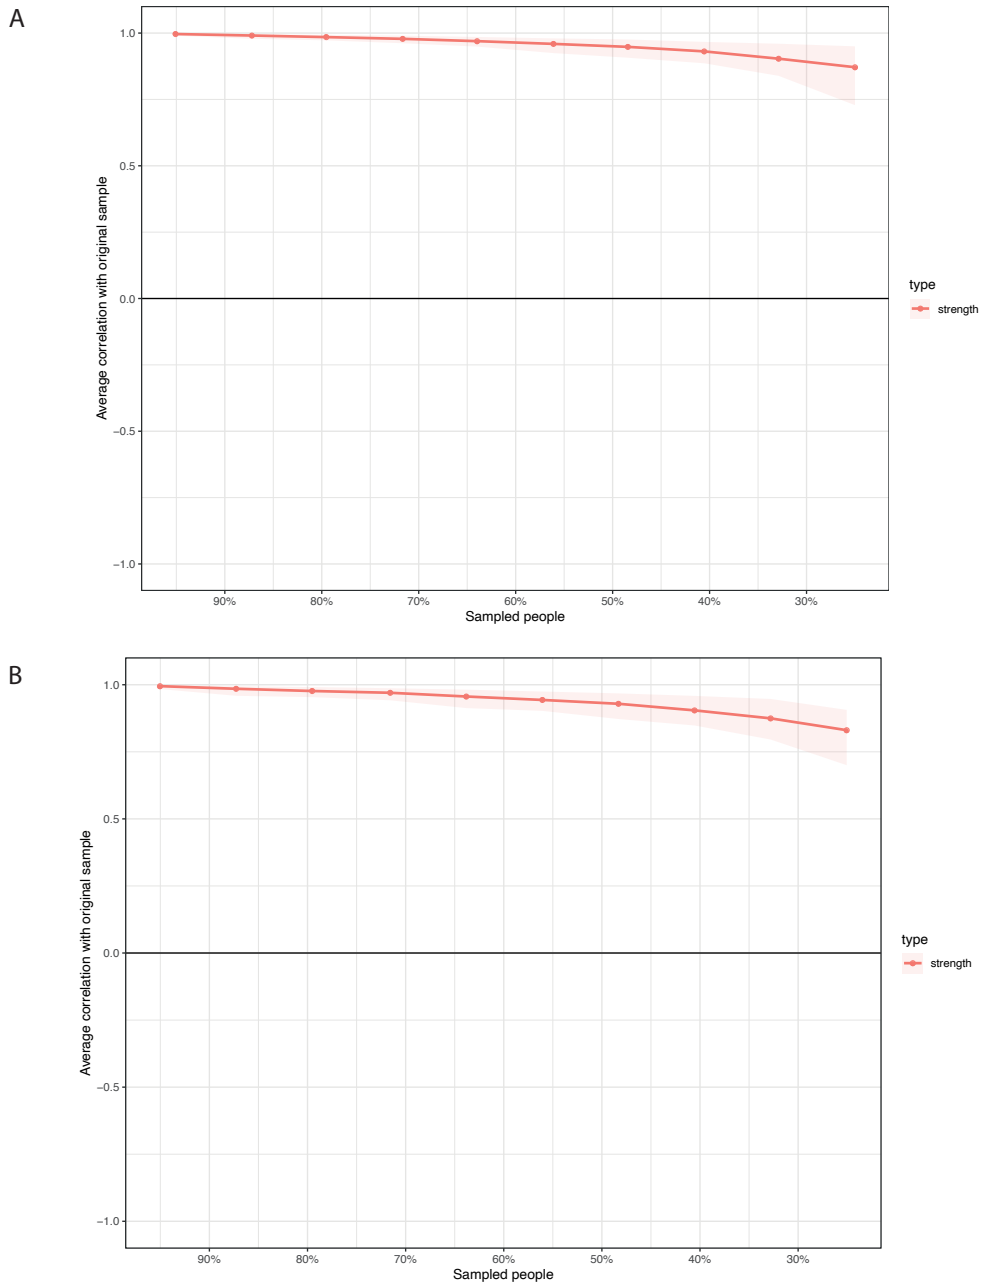 A
Average correlation with original sample
1.0
0.5
0.0
−0.5
−1.0
90% 80% 70% 60% 50% 40% 30%
Sampled people
type
strength
B
Average correlation with original sample
1.0
0.5
0.0
−0.5
−1.0
90% 80% 70% 60% 50% 40% 30%
Sampled people
type
strength